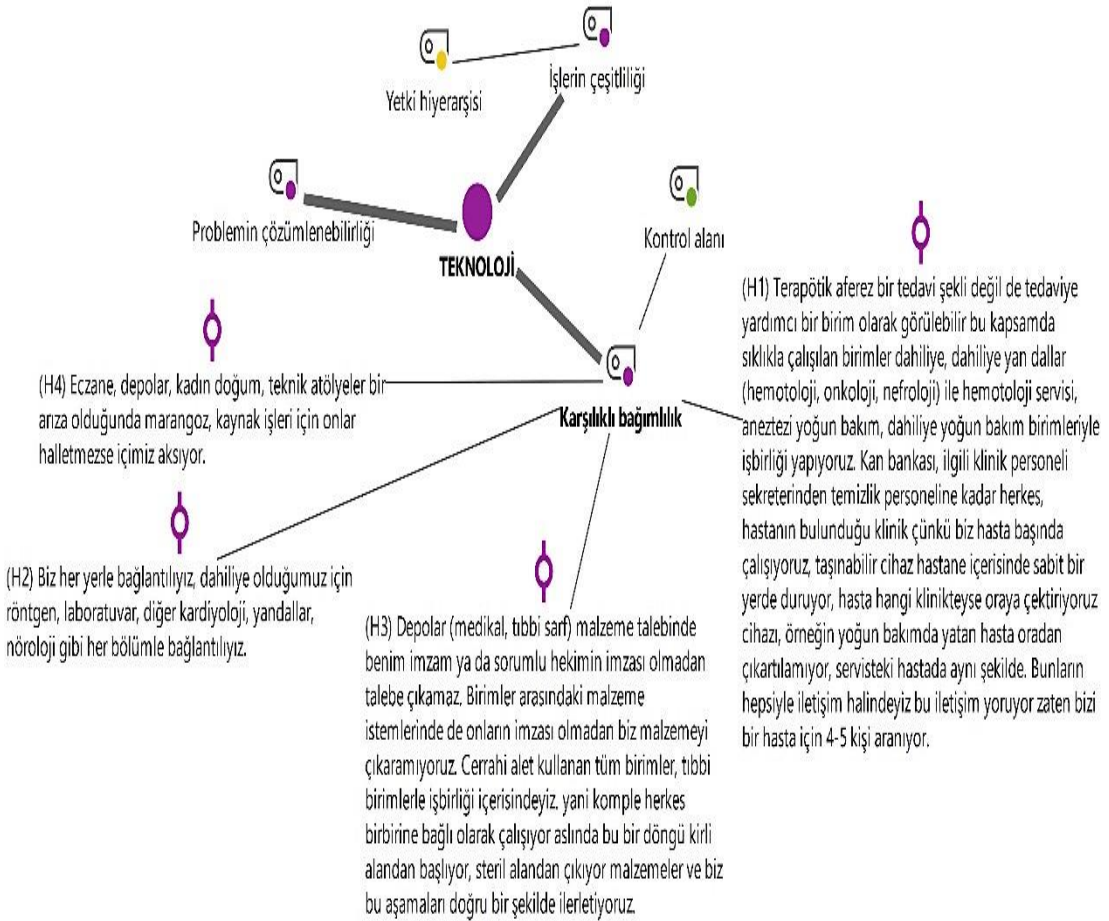 Yetki hiyerarşisi
İşlerin çeşitliliği
Problemin çözümlenebilirliği
TEKNOLOJİ
Kontrol alanı
Karşılıklı bağımlılık
(H4) Eczane, depolar, kadın doğum, teknik atölyeler bir
arıza olduğunda marangoz, kaynak işleri için onlar
halletmezse içimiz aksıyor.
(H2) Biz her yerle bağlantılıyız, dahiliye olduğumuz için
röntgen, laboratuvar, diğer kardiyoloji, yandallar,
nöroloji gibi her bölümle bağlantılıyız.
(H3) Depolar (medikal, tıbbi sarf) malzeme talebinde
benim imzam ya da sorumlu hekimin imzası olmadan
talebe çıkamaz. Birimler arasındaki malzeme
istemlerinde de onların imzası olmadan biz malzemeyi
çıkaramıyoruz. Cerrahi alet kullanan tüm birimler, tıbbi
birimlerle işbirliği içerisindeyiz. yani komple herkes
birbirine bağlı olarak çalışıyor aslında bu bir döngü kirli
alandan başlıyor, steril alandan çıkıyor malzemeler ve biz
bu aşamaları doğru bir şekilde ilerletiyoruz.
(H1) Terapötik aferez bir tedavi şekli değil de tedaviye
yardımcı bir birim olarak görülebilir bu kapsamda
sıklıkla çalışılan birimler dahiliye, dahiliye yan dallar
(hemotoloji, onkoloji, nefroloji) ile hemotoloji servisi,
aneztezi yoğun bakım, dahiliye yoğun bakım birimleriyle
işbirliği yapıyoruz. Kan bankası, ilgili klinik personeli
sekreterinden temizlik personeline kadar herkes,
hastanın bulunduğu klinik çünkü biz hasta başında
çalışıyoruz, taşınabilir cihaz hastane içerisinde sabit bir
yerde duruyor, hasta hangi klinikteyse oraya çektiriyoruz
cihazı, örneğin yoğun bakımda yatan hasta oradan
çıkartılamıyor, servisteki hastada aynı şekilde. Bunların
hepsiyle iletişim halindeyiz bu iletişim yoruyor zaten bizi
bir hasta için 4-5 kişi aranıyor.